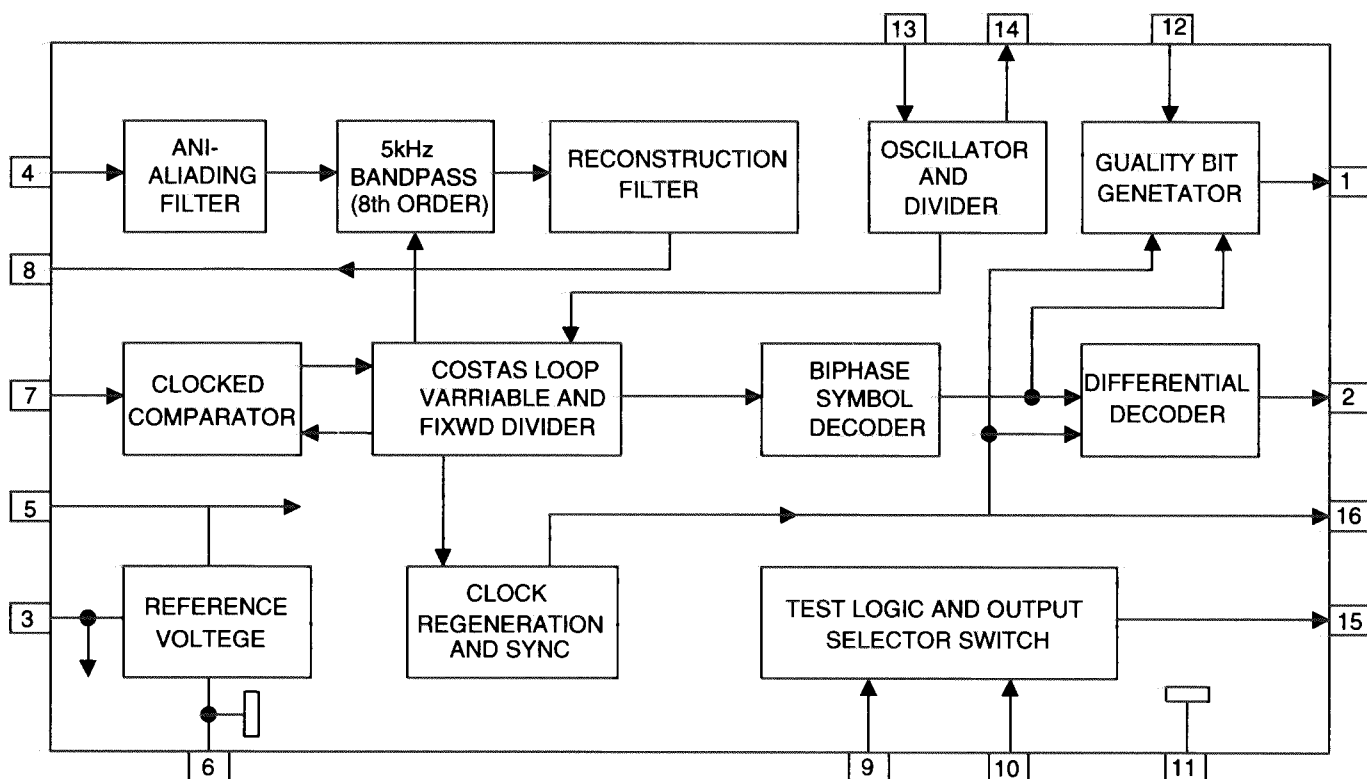 13
14
12
ANI-
ALIADING
FILTER
5kHz
BANDPASS
(8th ORDER)
RECONSTRUCTION
FILTER
OSCILLATOR
AND
DIVIDER
GUALITY BIT
GENETATOR
4
1
8
7
CLOCKED
COMPARATOR
COSTAS LOOP
VARRIABLE AND
FIXWD DIVIDER
BIPHASE
SYMBOL
DECODER
DIFFERENTIAL
DECODER
2
5
16
3
REFERENCE
VOLTEGE
CLOCK
REGENERATION
AND SYNC
TEST LOGIC AND OUTPUT
SELECTOR SWITCH
15
6
9
10
11